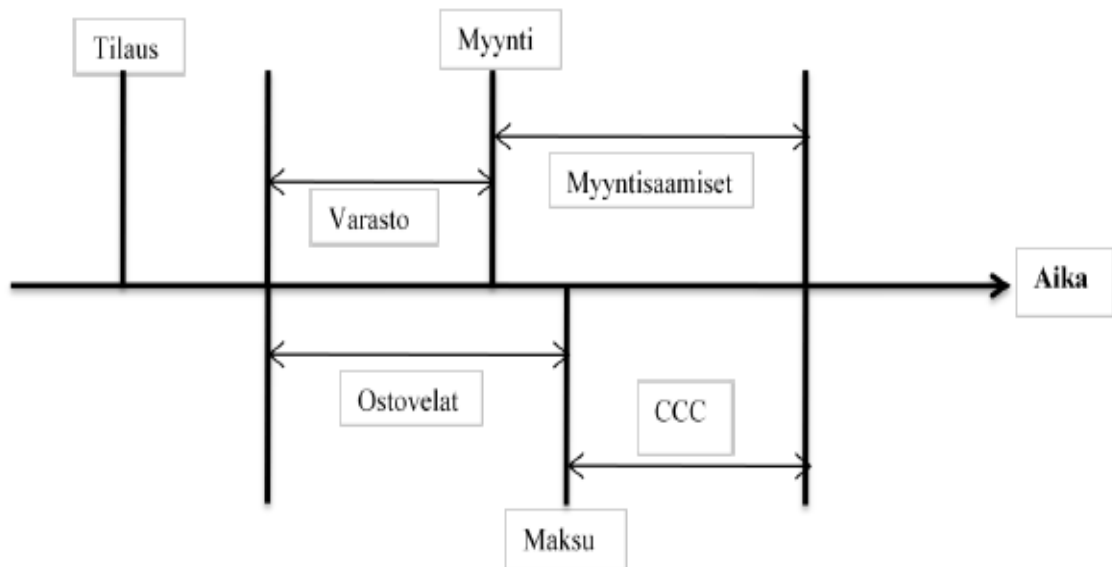 Tilaus
Myynti
Myyntisaamiset
Varasto
Aika
Ostovelat
CCC
Maksu